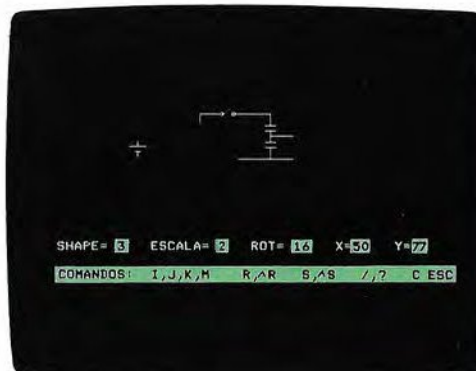 SHAPE= 3 ESCALA= 2 ROT= 16 X=50 Y=77
COMANDOS: I,J,K,M R,^R S,^S /,? C ESC